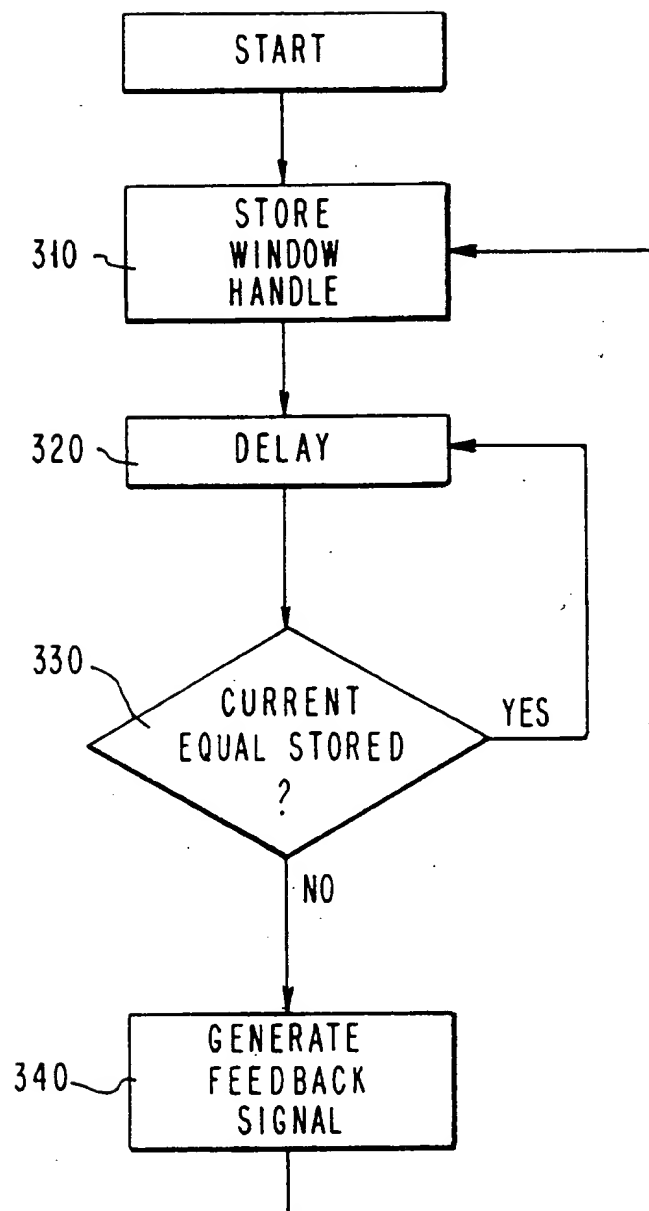 START
310
STORE
WINDOW
HANDLE
320
DELAY
330
CURRENT
EQUAL STORED
?
YES
NO
340
GENERATE
FEEDBACK
SIGNAL